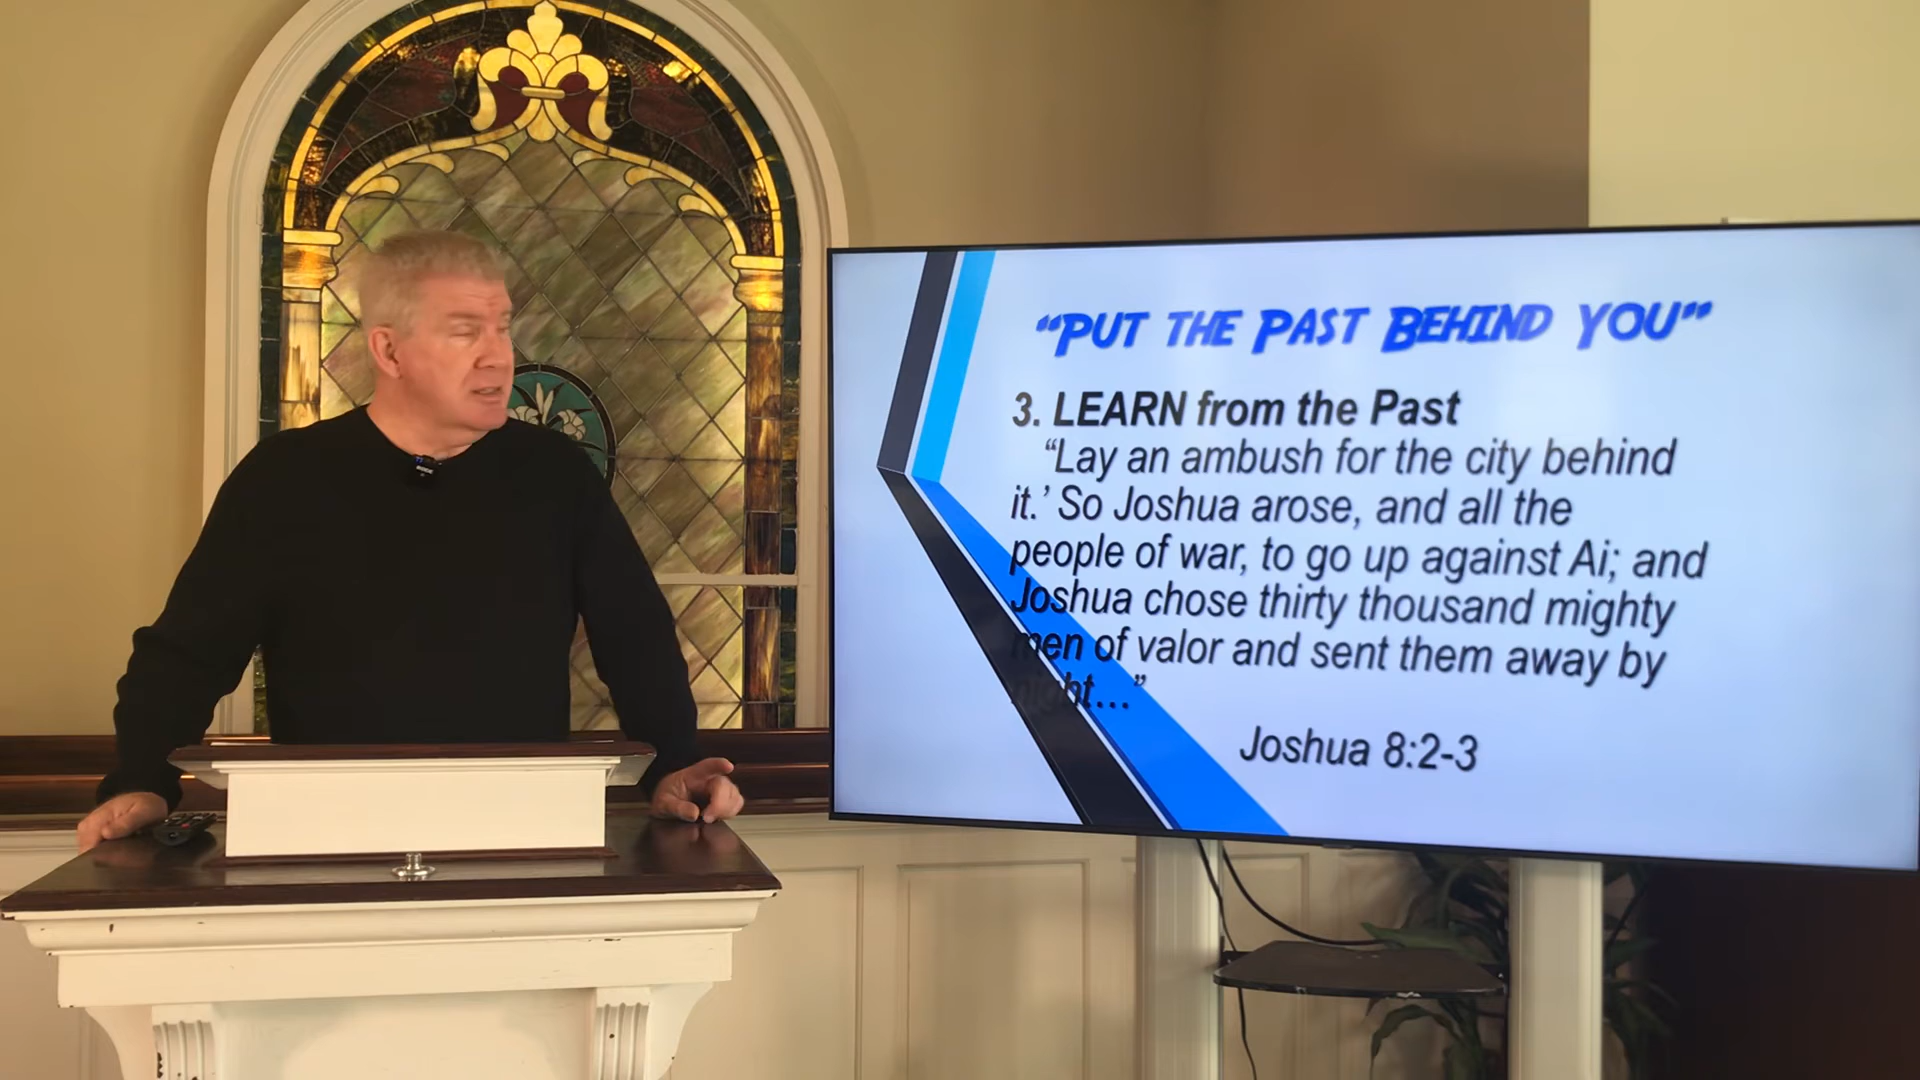 “PUT THE PAST BEHIND YOU”
3. LEARN from the Past
“Lay an ambush for the city behind
it.’ So Joshua arose, and all the
people of war, to go up against Ai; and
Joshua chose thirty thousand mighty
men of valor and sent them away by
night…”
Joshua 8:2-3